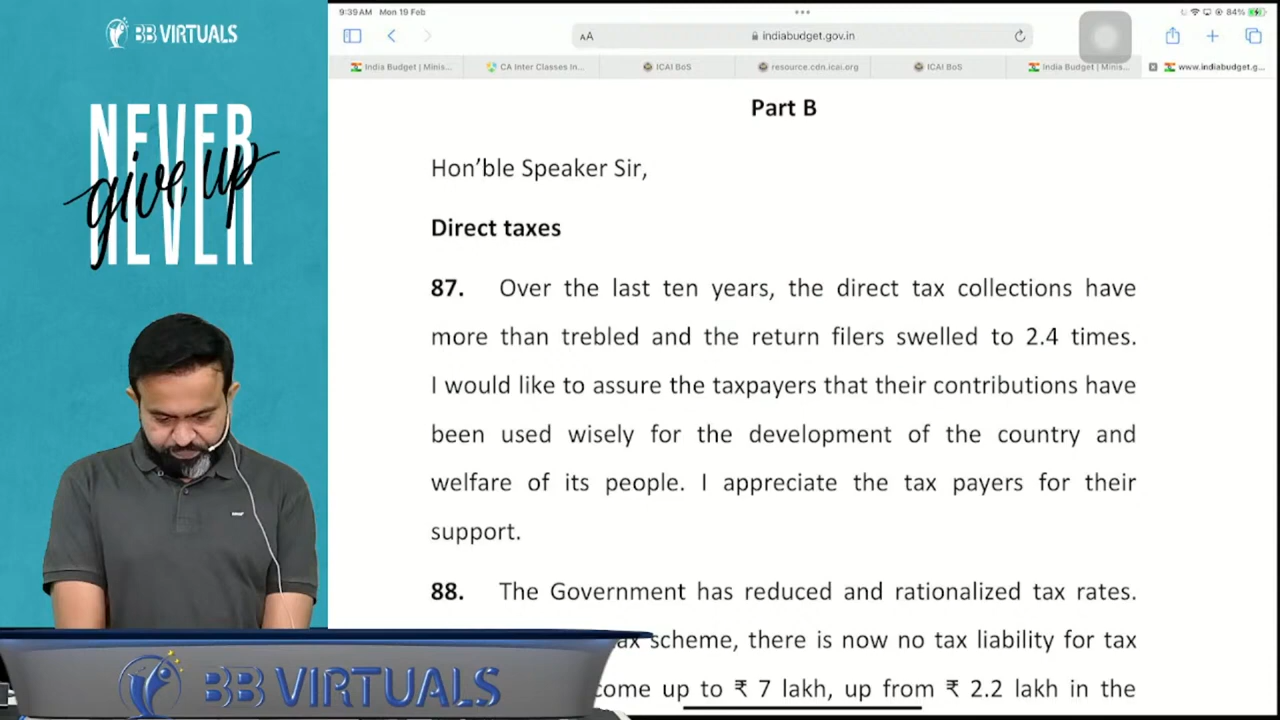 BB VIRTUALS
NEVER
give up
NEVER
9:39 AM Mon 19 Feb
84%
AA
indiabudget.gov.in
India Budget | Minis...
CA Inter Classes In...
ICAI BoS
resource.cdn.icai.org
ICAI BoS
India Budget | Minis...
www.indiabudget.g...
Part B
Hon'ble Speaker Sir,
Direct taxes
87. Over the last ten years, the direct tax collections have
more than trebled and the return filers swelled to 2.4 times.
I would like to assure the taxpayers that their contributions have
been used wisely for the development of the country and
welfare of its people. I appreciate the tax payers for their
support.
88. The Government has reduced and rationalized tax rates.
ax scheme, there is now no tax liability for tax
come up to ₹ 7 lakh, up from ₹ 2.2 lakh in the
BB VIRTUALS